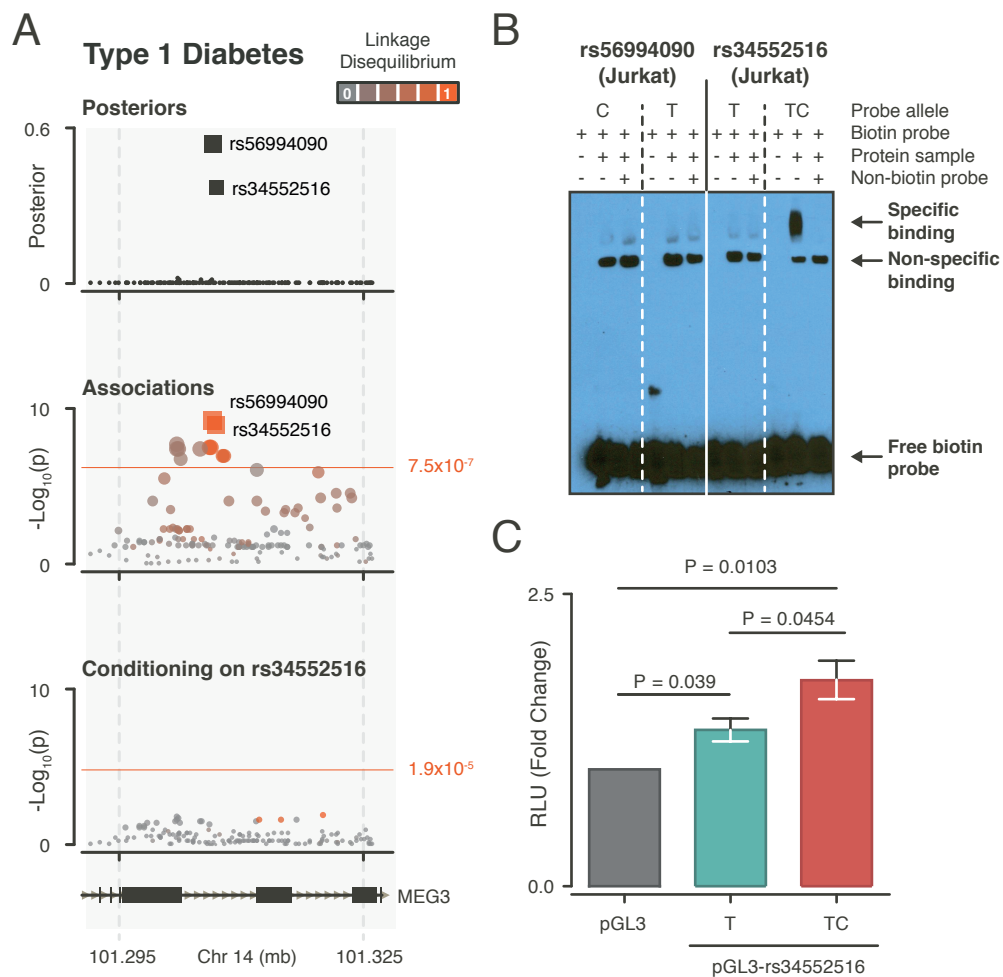 A
Type 1 Diabetes
Linkage
Disequilibrium
0 1
Posteriors
0.6
rs56994090
rs34552516
Posterior
0
Associations
10
rs56994090
rs34552516
7.5x10-7
-Log10(p)
0
Conditioning on rs34552516
10
1.9x10-5
-Log10(p)
0
MEG3
101.295 Chr 14 (mb) 101.325
B
rs56994090 rs34552516
(Jurkat) (Jurkat)
C T T TC Probe allele
+ + + + + + + + + + + + Biotin probe
- + + - + + - + + - + + Protein sample
- - + - - + - - + - - + Non-biotin probe
Specific
binding
Non-specific
binding
Free biotin
probe
C
P = 0.0103
2.5
P = 0.0454
P = 0.039
RLU (Fold Change)
0.0
pGL3 T TC
pGL3-rs34552516